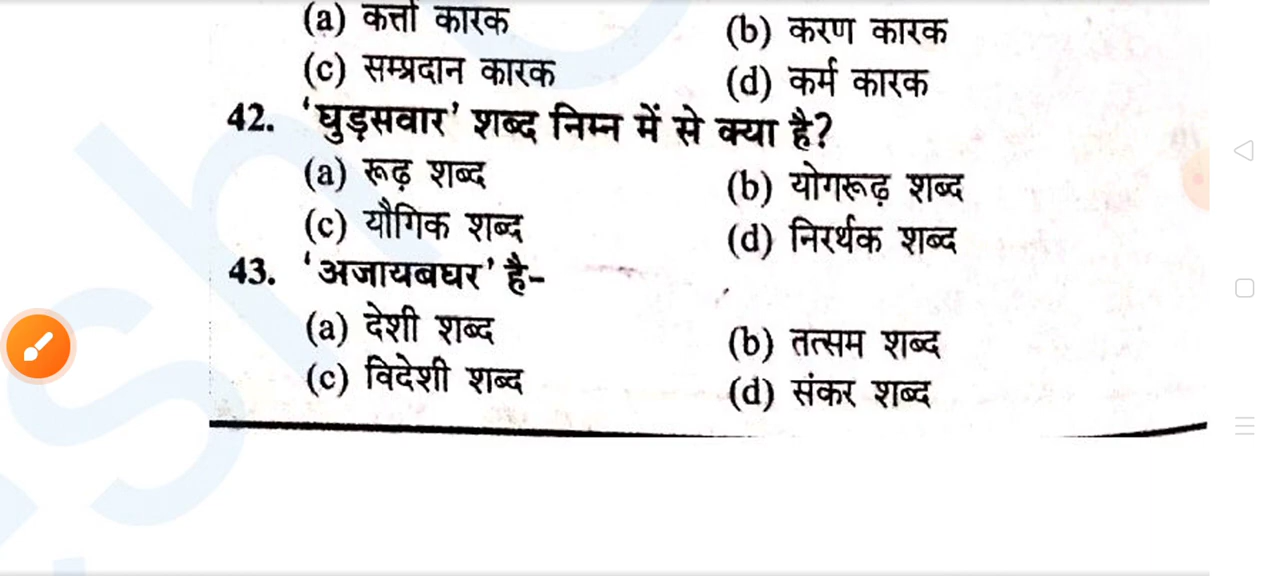 (a) कर्त्ता कारक (b) करण कारक
(c) सम्प्रदान कारक (d) कर्म कारक
42. 'घुड़सवार' शब्द निम्न में से क्या है?
(a) रूढ़ शब्द (b) योगरूढ़ शब्द
(c) यौगिक शब्द (d) निरर्थक शब्द
43. 'अजायबघर' है-
(a) देशी शब्द (b) तत्सम शब्द
(c) विदेशी शब्द (d) संकर शब्द